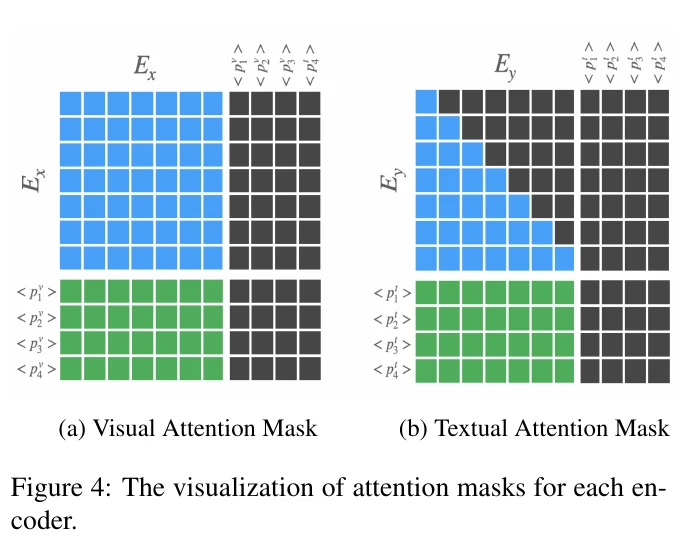 E_x
< p_1^v >
< p_2^v >
< p_3^v >
< p_4^t >
E_x
< p_1^v >
< p_2^v >
< p_3^v >
< p_4^v >
(a) Visual Attention Mask
E_y
< p_1^t >
< p_2^t >
< p_3^t >
< p_4^t >
E_y
< p_1^t >
< p_2^t >
< p_3^t >
< p_4^t >
(b) Textual Attention Mask
Figure 4: The visualization of attention masks for each en-
coder.